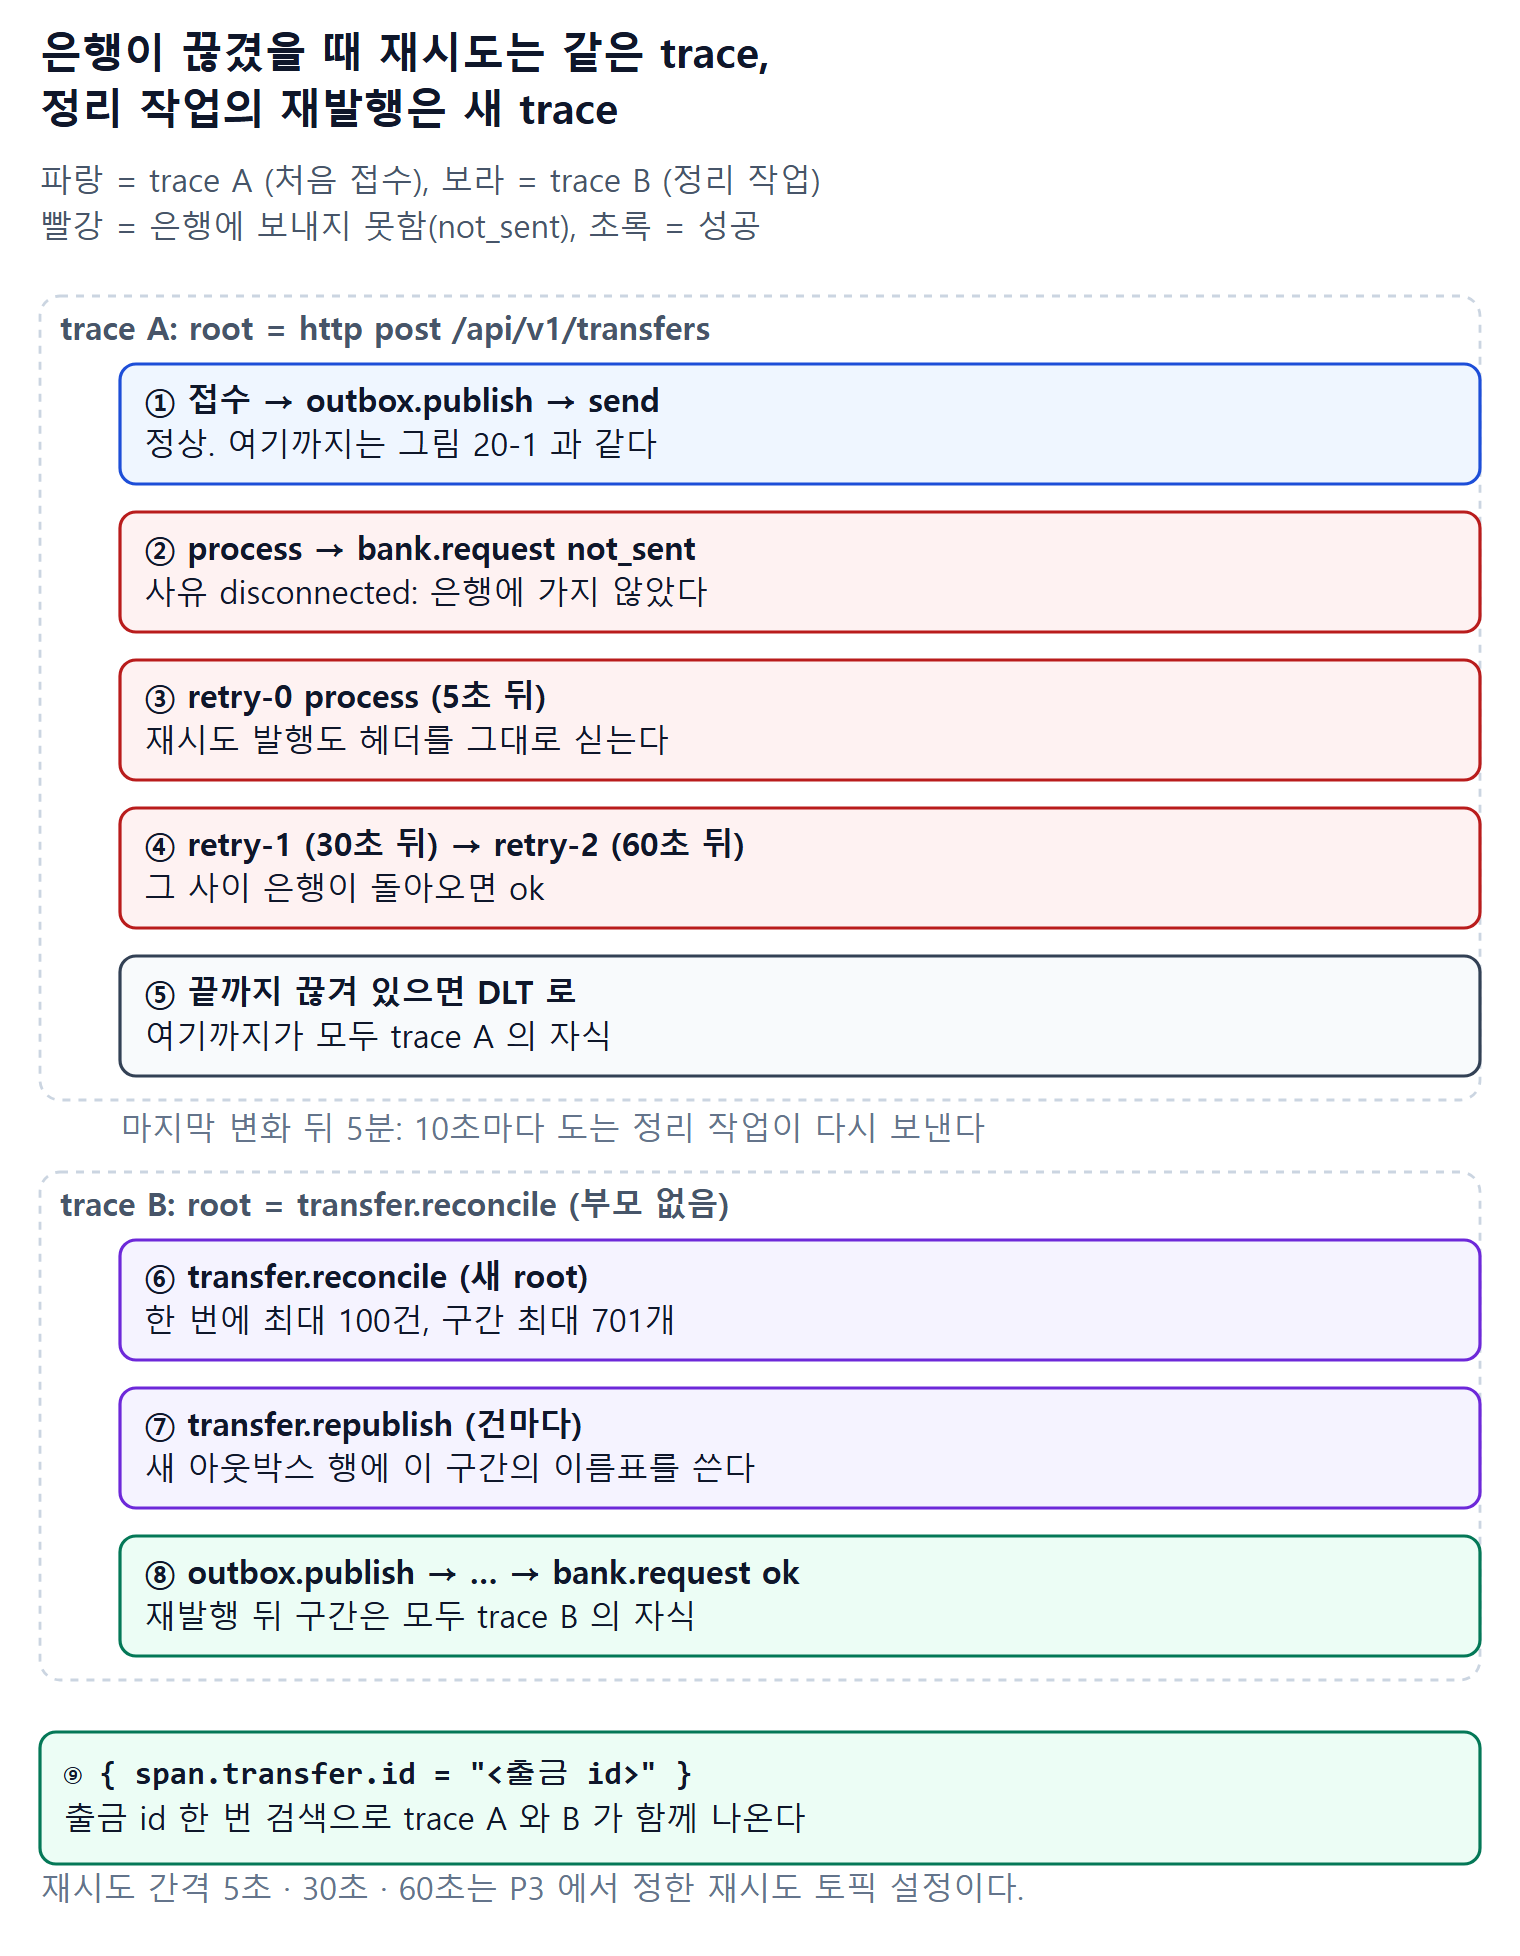 은행이 끊겼을 때 재시도는 같은 trace,
정리 작업의 재발행은 새 trace
파랑 = trace A (처음 접수), 보라 = trace B (정리 작업)
빨강 = 은행에 보내지 못함(not_sent), 초록 = 성공
trace A: root = http post /api/v1/transfers
① 접수 → outbox.publish → send
정상. 여기까지는 그림 20-1 과 같다
② process → bank.request not_sent
사유 disconnected: 은행에 가지 않았다
③ retry-0 process (5초 뒤)
재시도 발행도 헤더를 그대로 싣는다
④ retry-1 (30초 뒤) → retry-2 (60초 뒤)
그 사이 은행이 돌아오면 ok
⑤ 끝까지 끊겨 있으면 DLT 로
여기까지가 모두 trace A 의 자식
마지막 변화 뒤 5분: 10초마다 도는 정리 작업이 다시 보낸다
trace B: root = transfer.reconcile (부모 없음)
⑥ transfer.reconcile (새 root)
한 번에 최대 100건, 구간 최대 701개
⑦ transfer.republish (건마다)
새 아웃박스 행에 이 구간의 이름표를 쓴다
⑧ outbox.publish → ... → bank.request ok
재발행 뒤 구간은 모두 trace B 의 자식
⑨ { span.transfer.id = "<출금 id>" }
출금 id 한 번 검색으로 trace A 와 B 가 함께 나온다
재시도 간격 5초 · 30초 · 60초는 P3 에서 정한 재시도 토픽 설정이다.